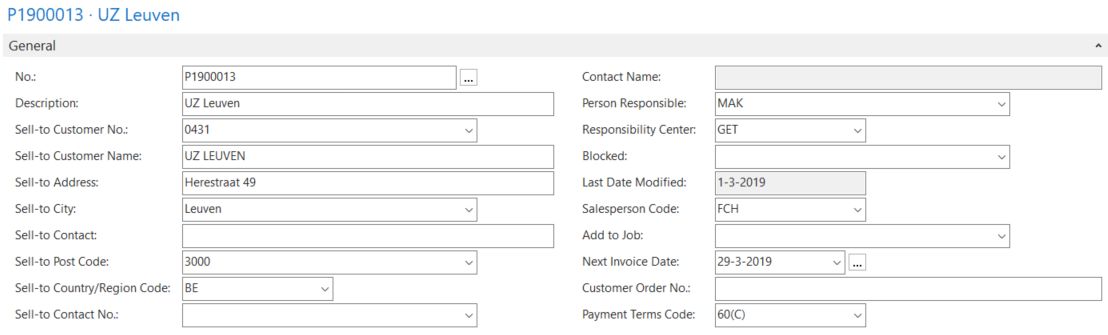 P1900013 · UZ Leuven
General
No.: P1900013 ...
Description: UZ Leuven
Sell-to Customer No.: 0431
Sell-to Customer Name: UZ LEUVEN
Sell-to Address: Herestraat 49
Sell-to City: Leuven
Sell-to Contact:
Sell-to Post Code: 3000
Sell-to Country/Region Code: BE
Sell-to Contact No.:
Contact Name:
Person Responsible: MAK
Responsibility Center: GET
Blocked:
Last Date Modified: 1-3-2019
Salesperson Code: FCH
Add to Job:
Next Invoice Date: 29-3-2019 ...
Customer Order No.:
Payment Terms Code: 60(C)